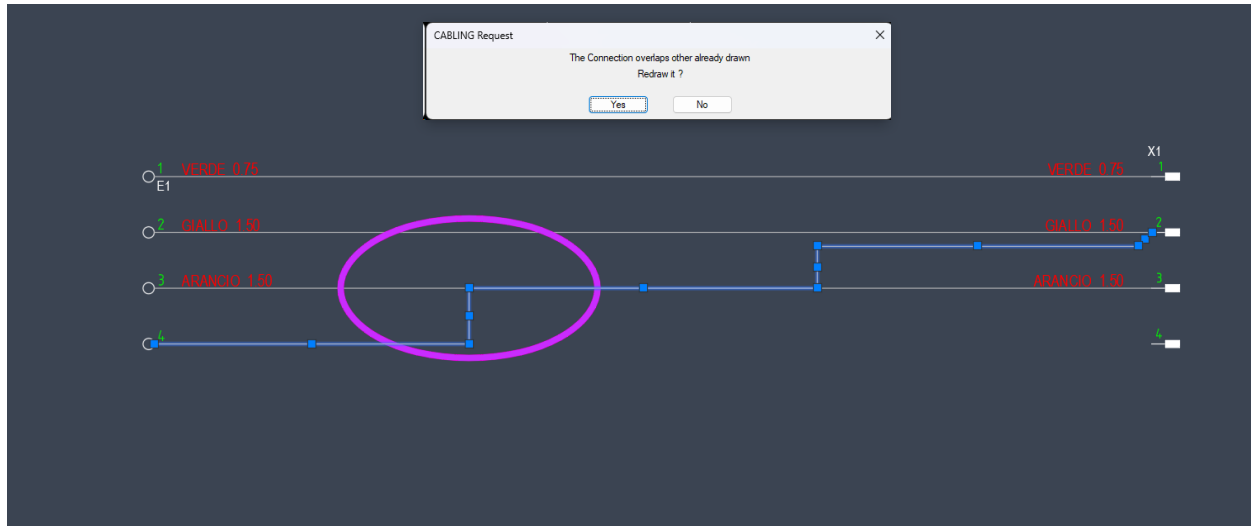 CABLING Request
The Connection overlaps other already drawn
Redraw it ?
Yes No
X1
1 VERDE 0.75 VERDE 0.75 1
E1
2 GIALLO 1.50 GIALLO 1.50 2
3 ARANCIO 1.50 ARANCIO 1.50 3
4 4